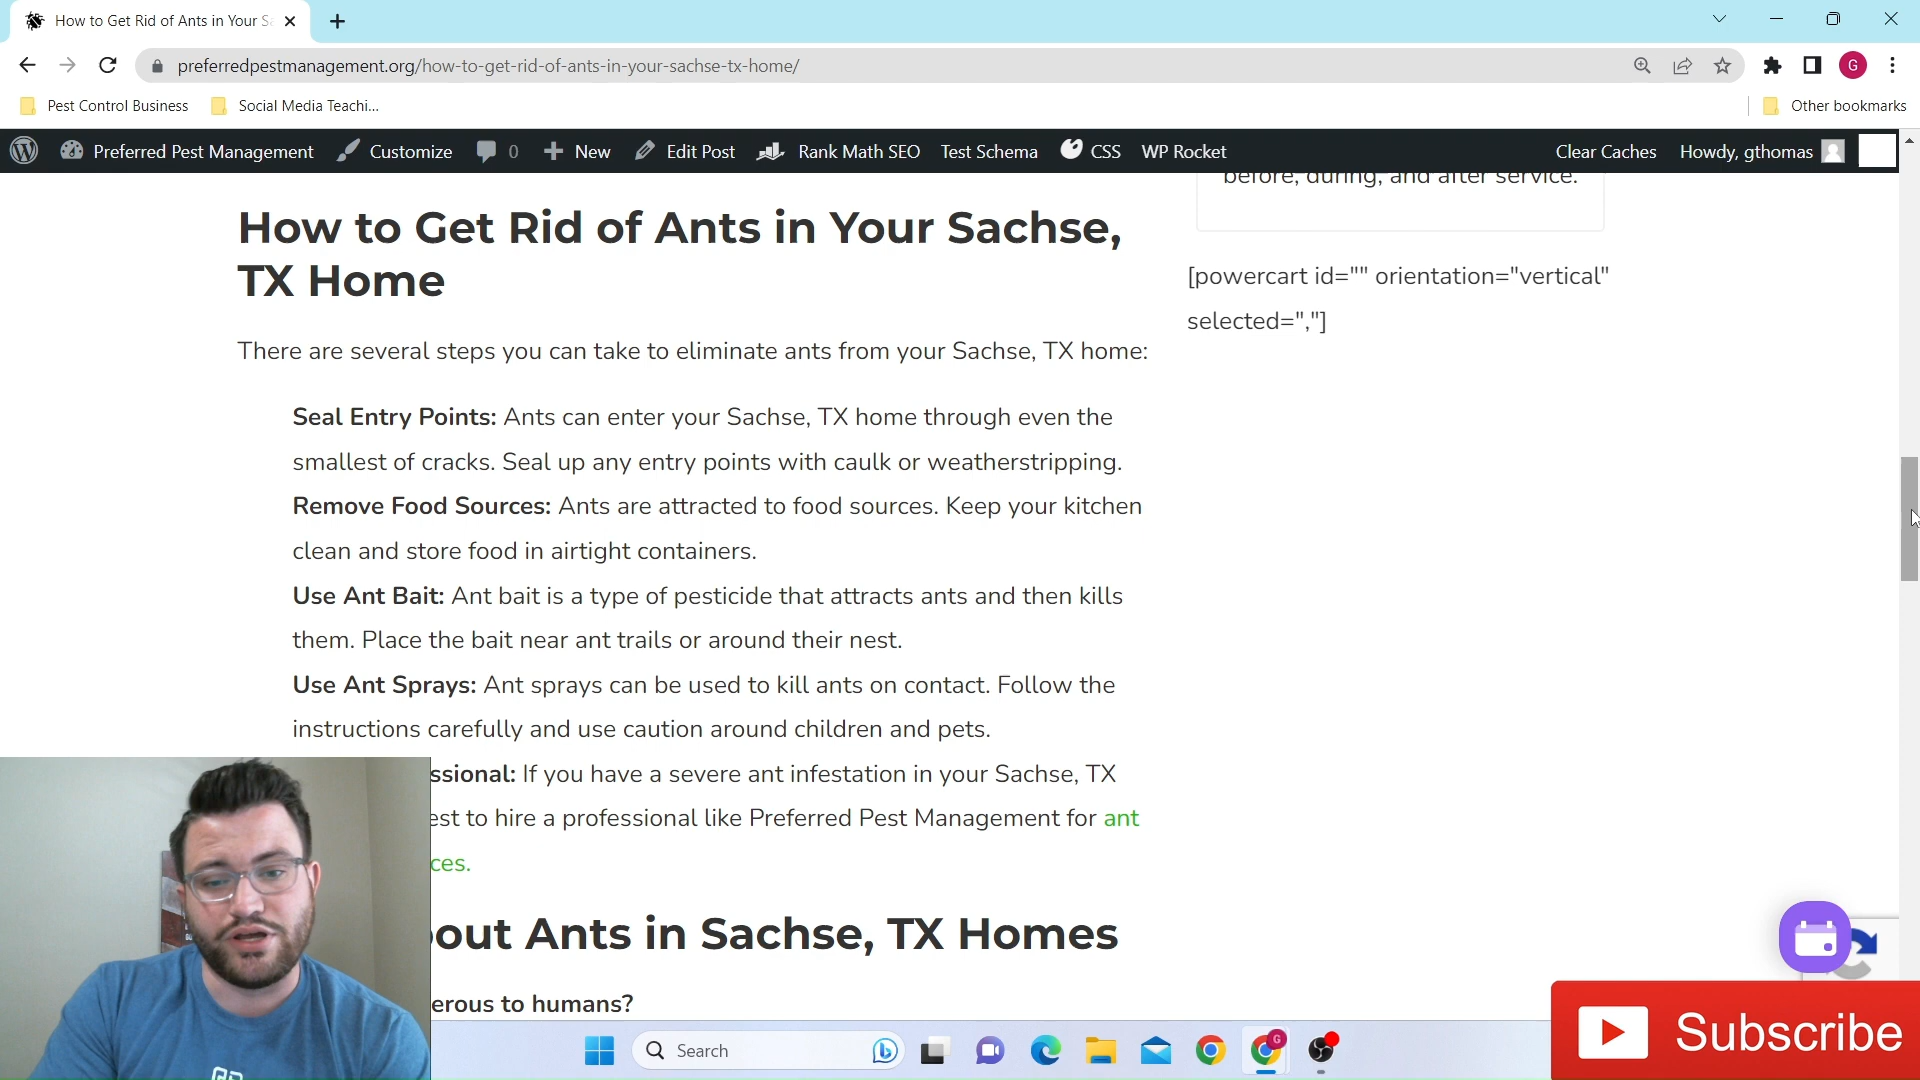 How to Get Rid of Ants in Your Sa
preferredpestmanagement.org/how-to-get-rid-of-ants-in-your-sachse-tx-home/
G
Pest Control Business
Social Media Teachi...
Other bookmarks
Preferred Pest Management
Customize
0
New
Edit Post
Rank Math SEO
Test Schema
CSS
WP Rocket
Clear Caches
Howdy, gthomas
before, during, and after service.
How to Get Rid of Ants in Your Sachse,
TX Home
[powercart id="" orientation="vertical"
selected=","]
There are several steps you can take to eliminate ants from your Sachse, TX home:
Seal Entry Points: Ants can enter your Sachse, TX home through even the
smallest of cracks. Seal up any entry points with caulk or weatherstripping.
Remove Food Sources: Ants are attracted to food sources. Keep your kitchen
clean and store food in airtight containers.
Use Ant Bait: Ant bait is a type of pesticide that attracts ants and then kills
them. Place the bait near ant trails or around their nest.
Use Ant Sprays: Ant sprays can be used to kill ants on contact. Follow the
instructions carefully and use caution around children and pets.
ssional: If you have a severe ant infestation in your Sachse, TX
est to hire a professional like Preferred Pest Management for ant
ces.
out Ants in Sachse, TX Homes
erous to humans?
Search
G
Subscribe